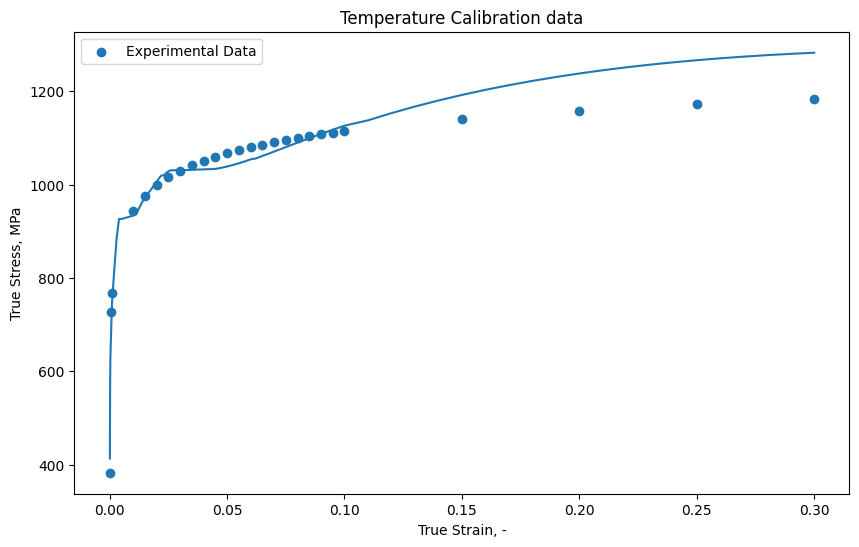 Temperature Calibration data
Experimental Data
True Stress, MPa
1200
1000
800
600
400
0.00 0.05 0.10 0.15 0.20 0.25 0.30
True Strain, -